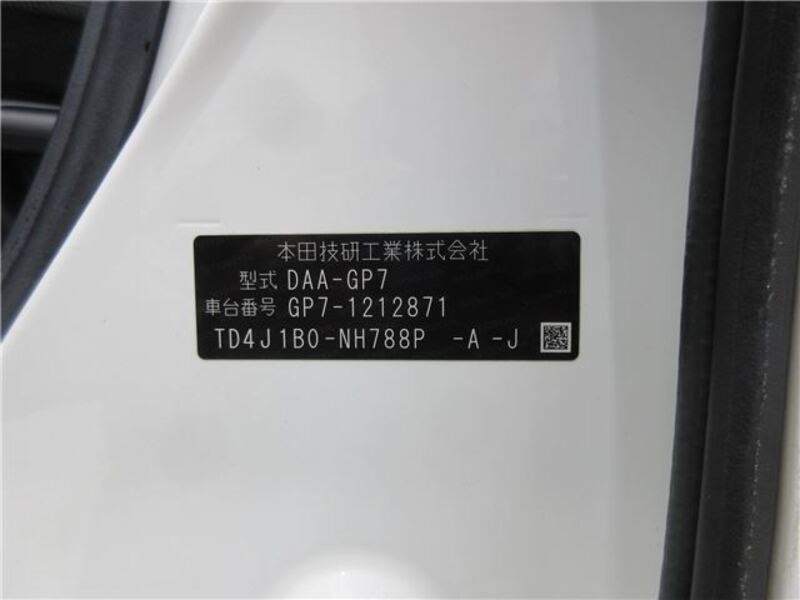 本田技研工業株式会社
型式 DAA-GP7
車台番号 GP7-1212871
TD4J1B0-NH788P -A -J